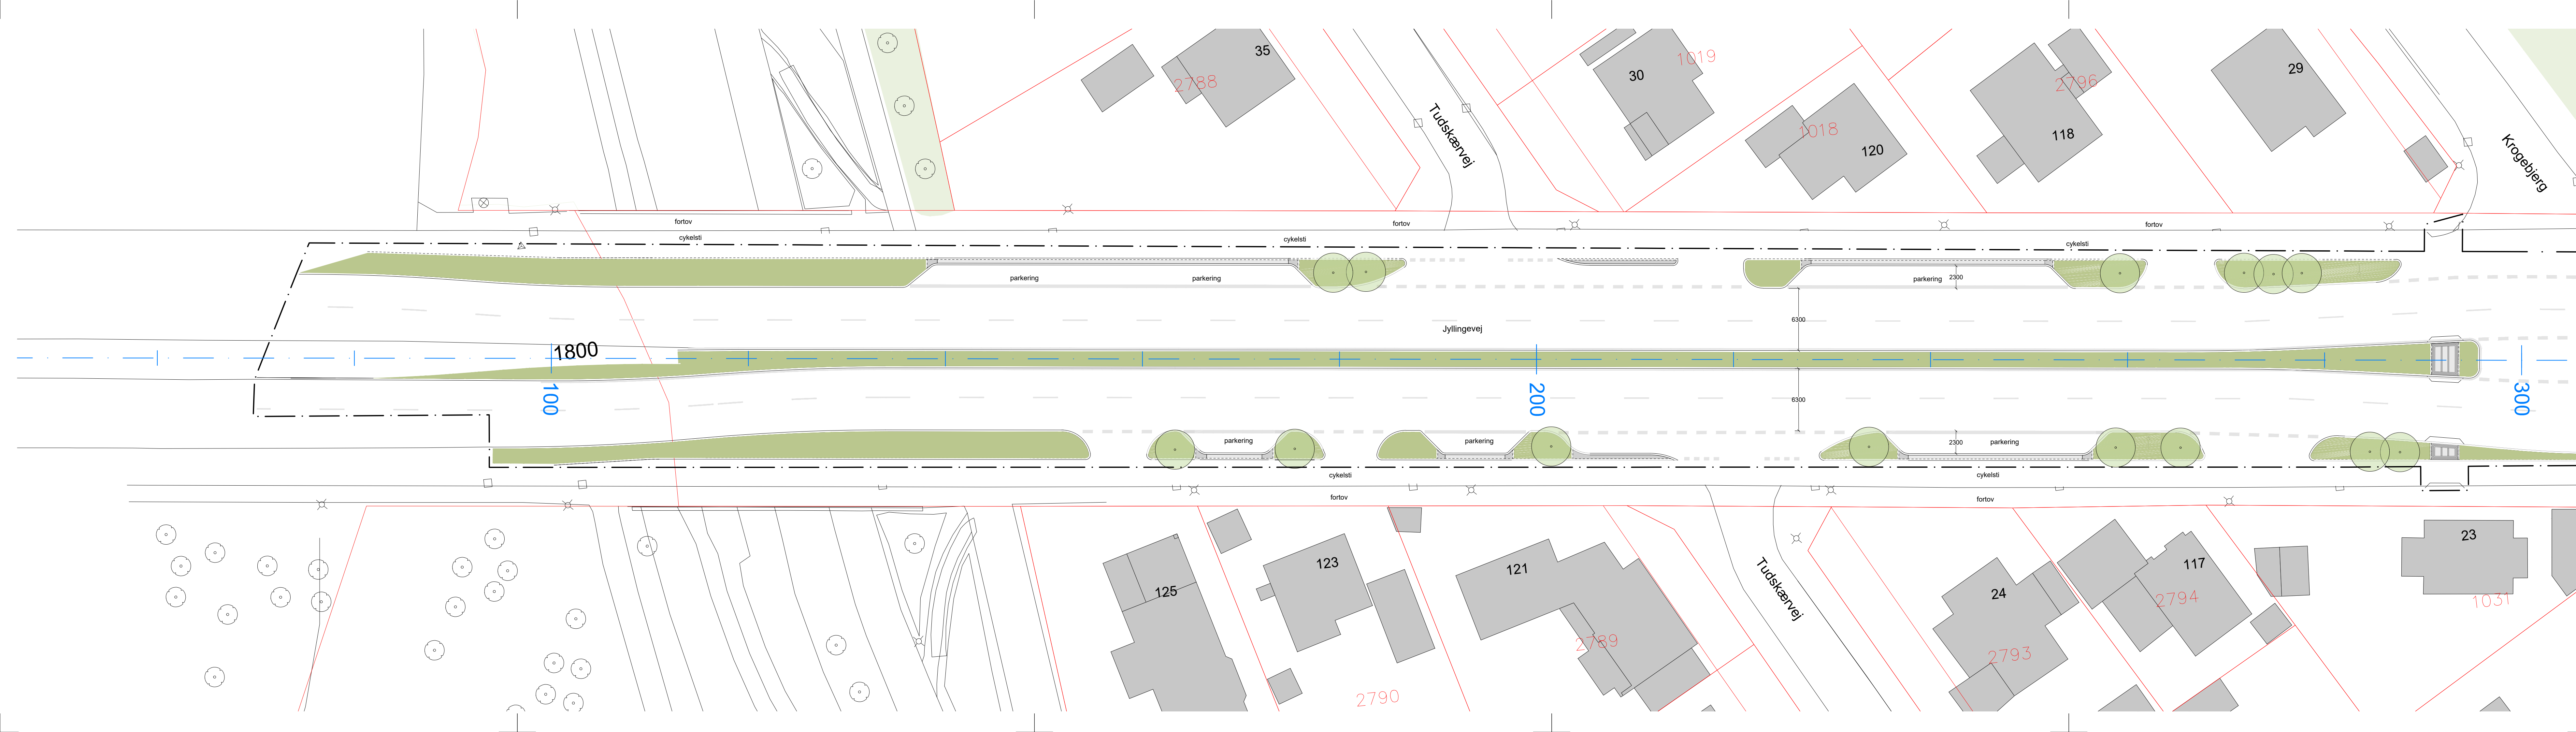 35
2788
30
1019
2796
29
118
1018
120
Tudskærvej
Krogebjerg
fortov
fortov
fortov
cykelsti
cykelsti
cykelsti
parkering
parkering
parkering
2300
6300
Jyllingevej
1800
100
200
300
6300
parkering
parkering
2300
parkering
cykelsti
cykelsti
fortov
fortov
23
125
123
121
Tudskærvej
24
117
2794
1031
2789
2793
2790